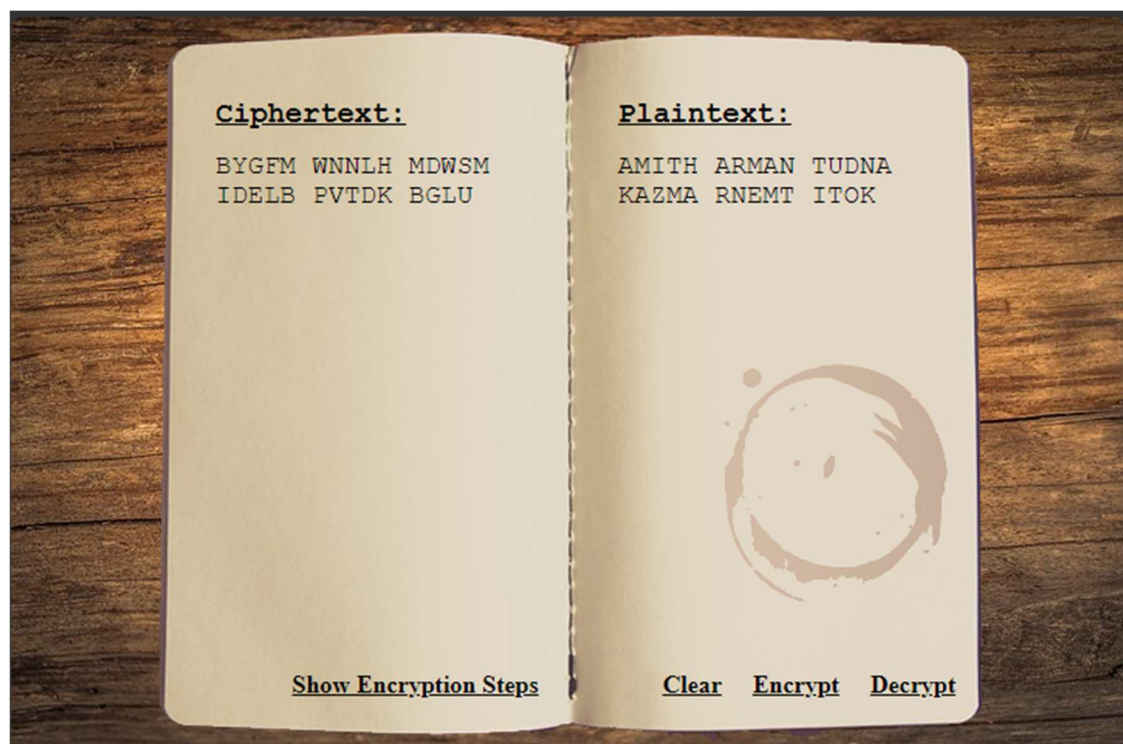 Ciphertext:
BYGFM WNNLH MDWSM
IDELB PVTDK BGLU
Show Encryption Steps
Plaintext:
AMITH ARMAN TUDNA
KAZMA RNEMT ITOK
Clear Encrypt Decrypt